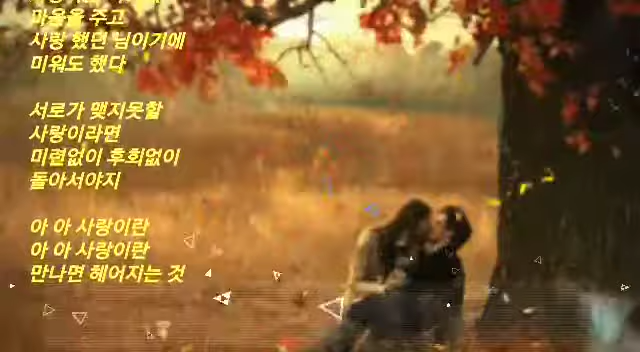 마음을 주고
사랑 했던 님이기에
미워도 했다
서로가 맺지못할
사랑이라면
미련없이 후회없이
돌아서야지
아 아 사랑이란
아 아 사랑이란
만나면 헤어지는 것